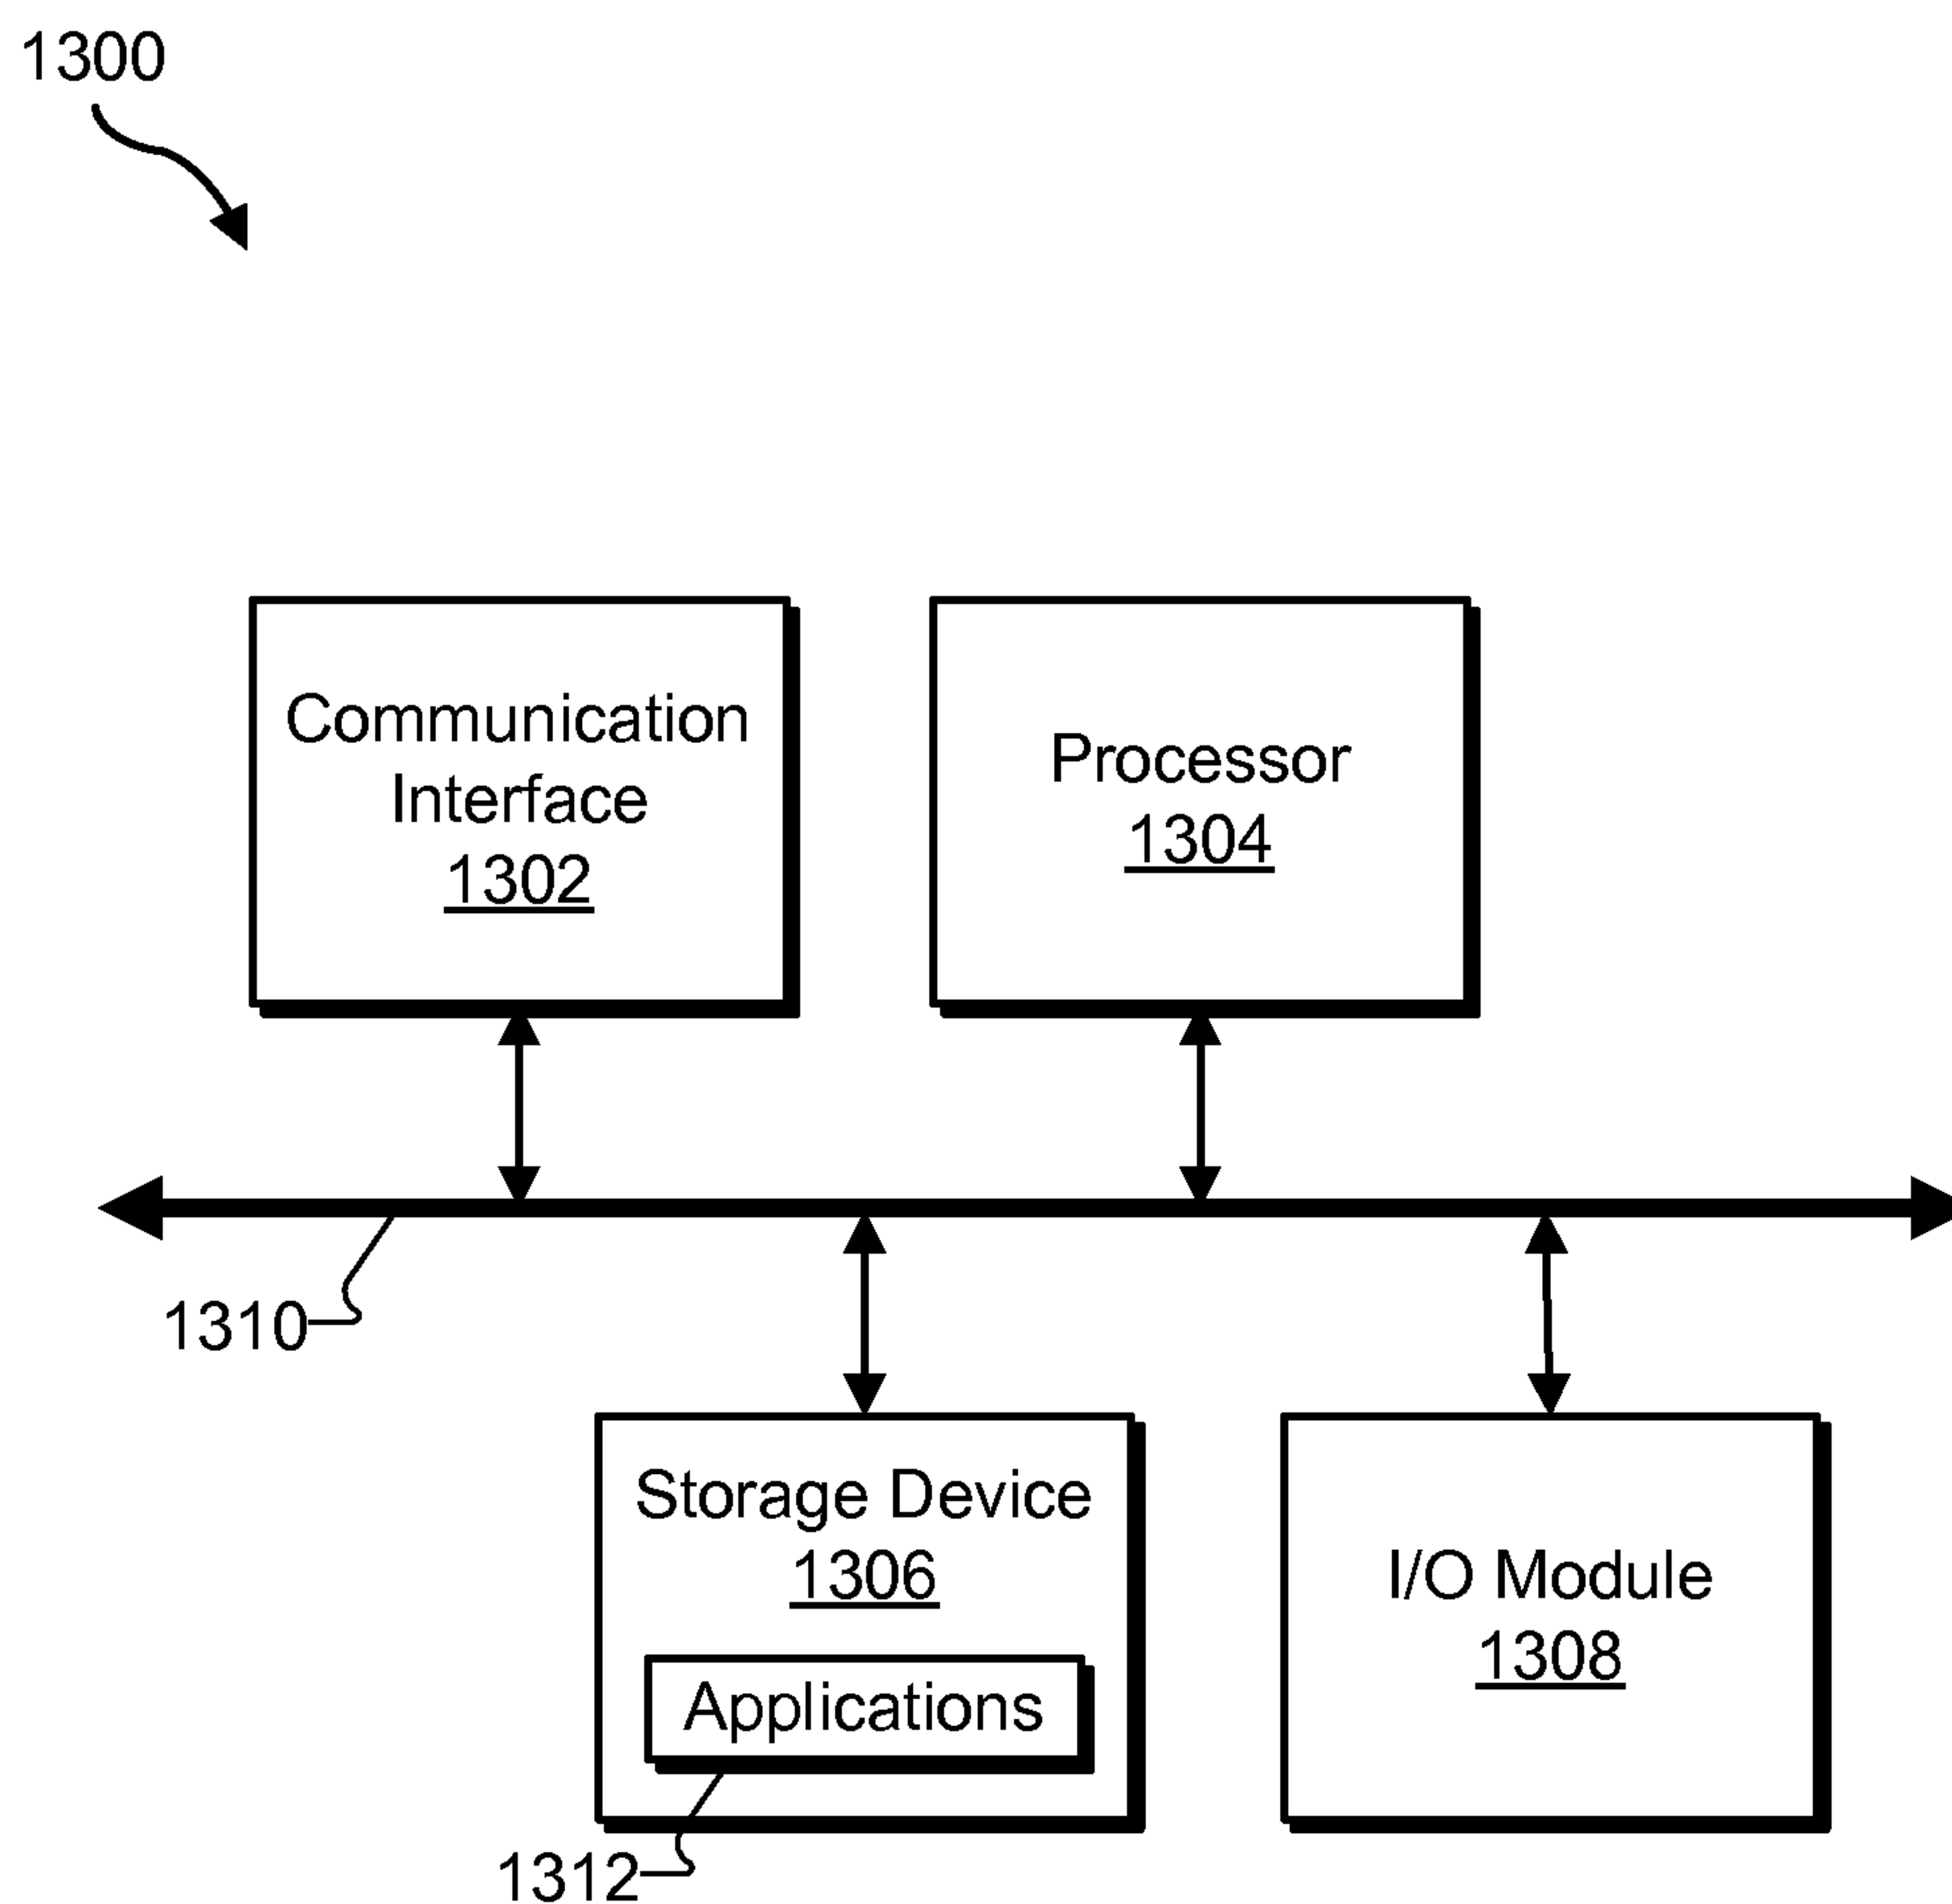 1300
Communication
Interface
1302
Processor
1304
1310
Storage Device
1306
Applications
1312
I/O Module
1308